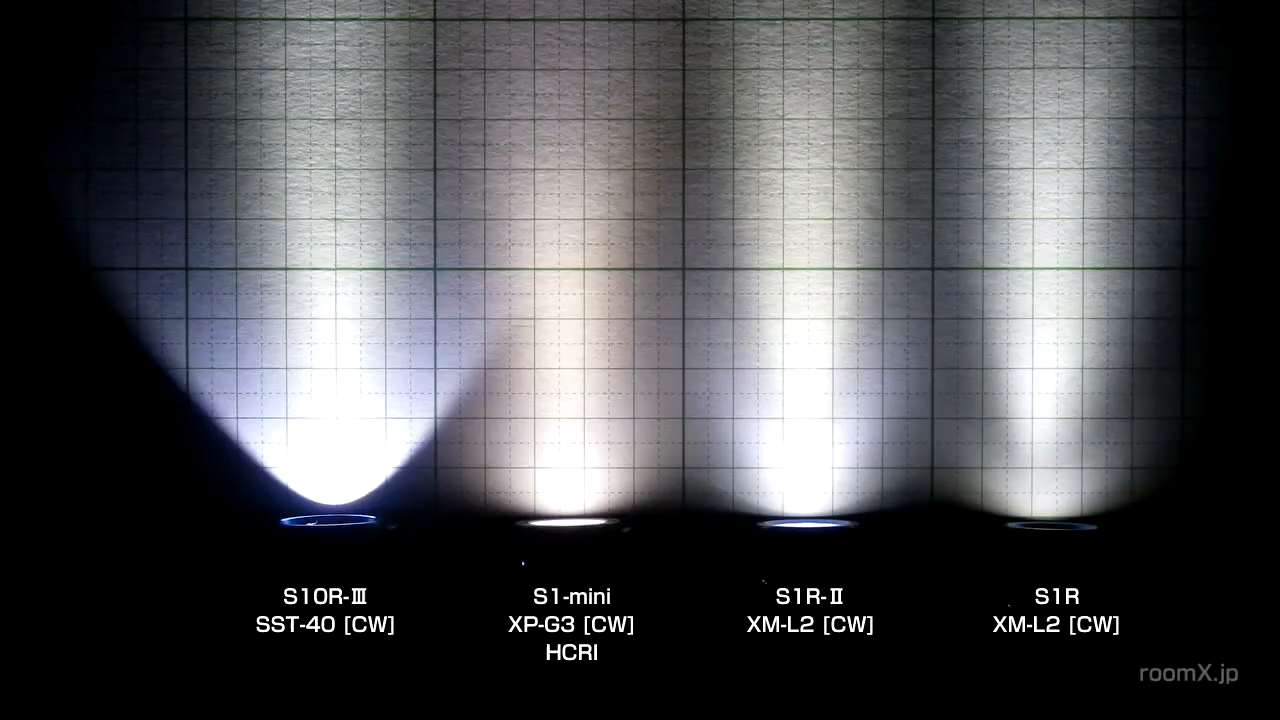 S10R-Ⅲ
SST-40 [CW]
S1-mini
XP-G3 [CW]
HCRI
S1R-Ⅱ
XM-L2 [CW]
S1R
XM-L2 [CW]
roomX.jp